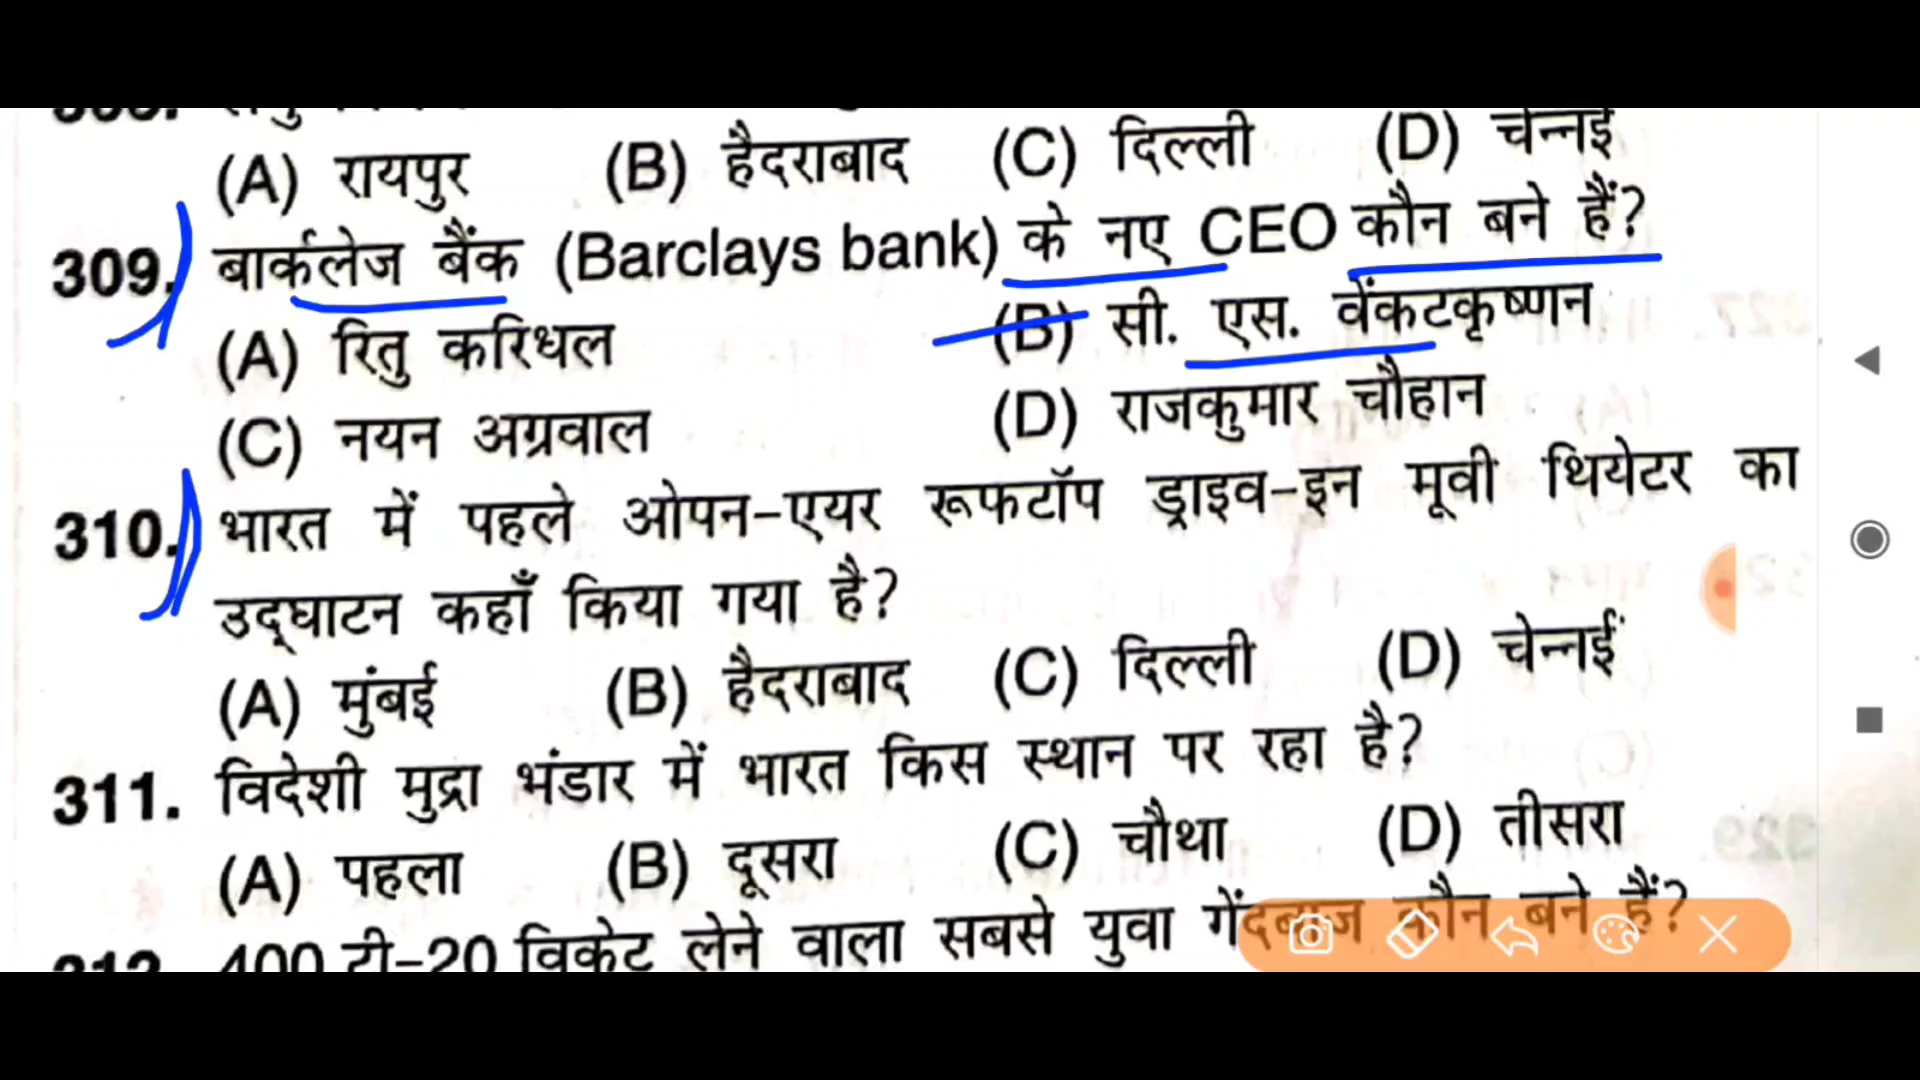 (A) रायपुर (B) हैदराबाद (C) दिल्ली (D) चेन्नई
309. बार्कलेज बैंक (Barclays bank) के नए CEO कौन बने हैं?
(A) रितु करिधल (B) सी. एस. वेंकटकृष्णन
(C) नयन अग्रवाल (D) राजकुमार चौहान
310. भारत में पहले ओपन-एयर रूफटॉप ड्राइव-इन मूवी थियेटर का
उद्घाटन कहाँ किया गया है?
(A) मुंबई (B) हैदराबाद (C) दिल्ली (D) चेन्नई
311. विदेशी मुद्रा भंडार में भारत किस स्थान पर रहा है?
(A) पहला (B) दूसरा (C) चौथा (D) तीसरा
400 टी-20 विकेट लेने वाला सबसे युवा गेंदबाज कौन बने हैं?